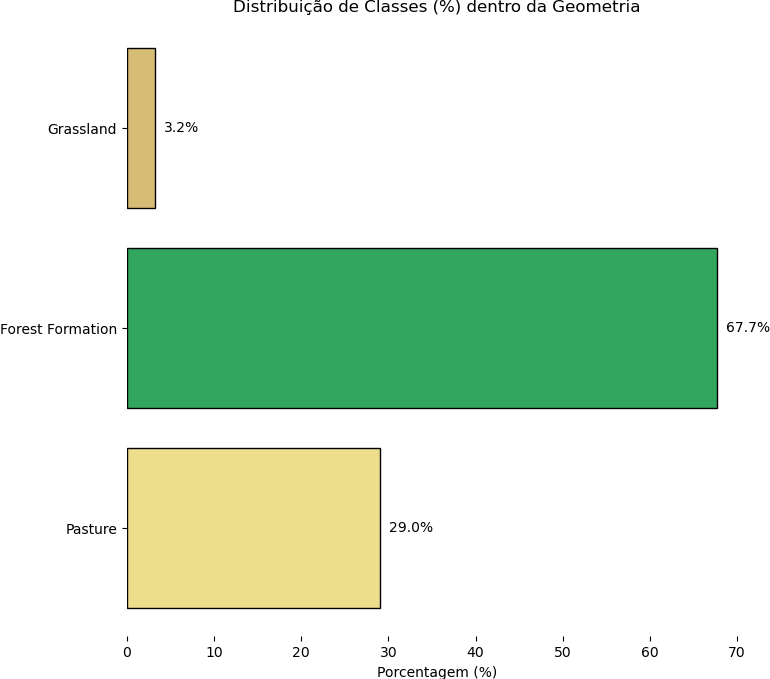 Distribuição de Classes (%) dentro da Geometria
Grassland
3.2%
Forest Formation
67.7%
Pasture
29.0%
0 10 20 30 40 50 60 70
Porcentagem (%)